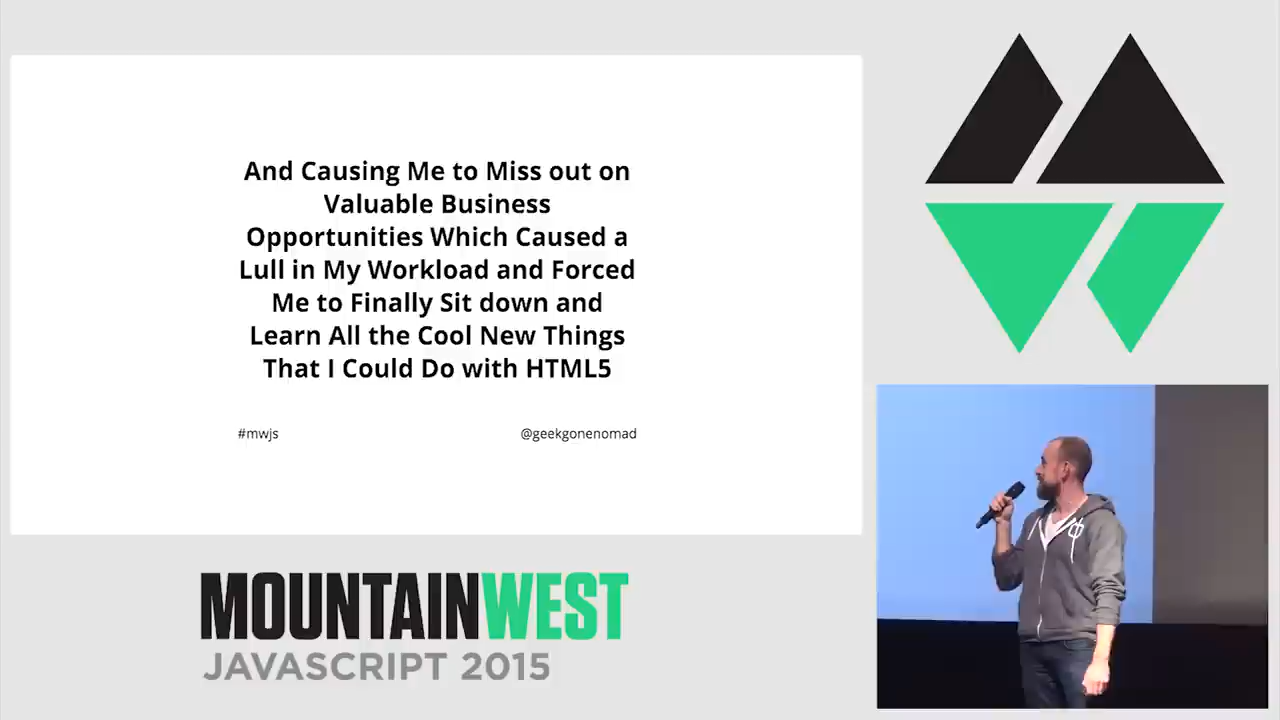 And Causing Me to Miss out on
Valuable Business
Opportunities Which Caused a
Lull in My Workload and Forced
Me to Finally Sit down and
Learn All the Cool New Things
That I Could Do with HTML5
#mwjs
@geekgonenomad
MOUNTAINWEST
JAVASCRIPT 2015